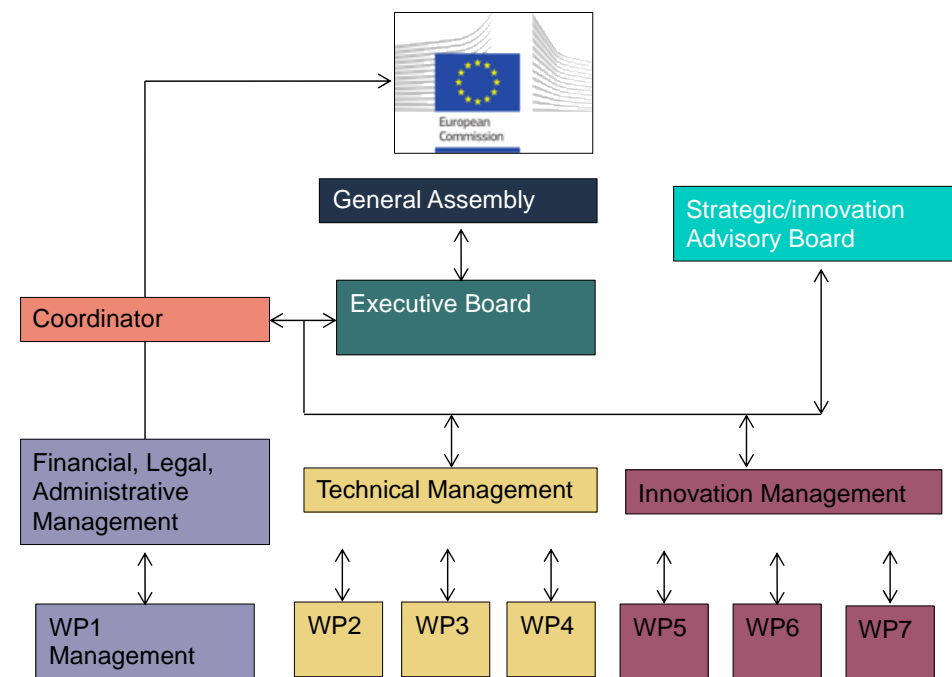 European
Commission
General Assembly
Strategic/innovation
Advisory Board
Coordinator
Executive Board
Financial, Legal,
Administrative
Management
Technical Management
Innovation Management
WP1
Management
WP2
WP3
WP4
WP5
WP6
WP7